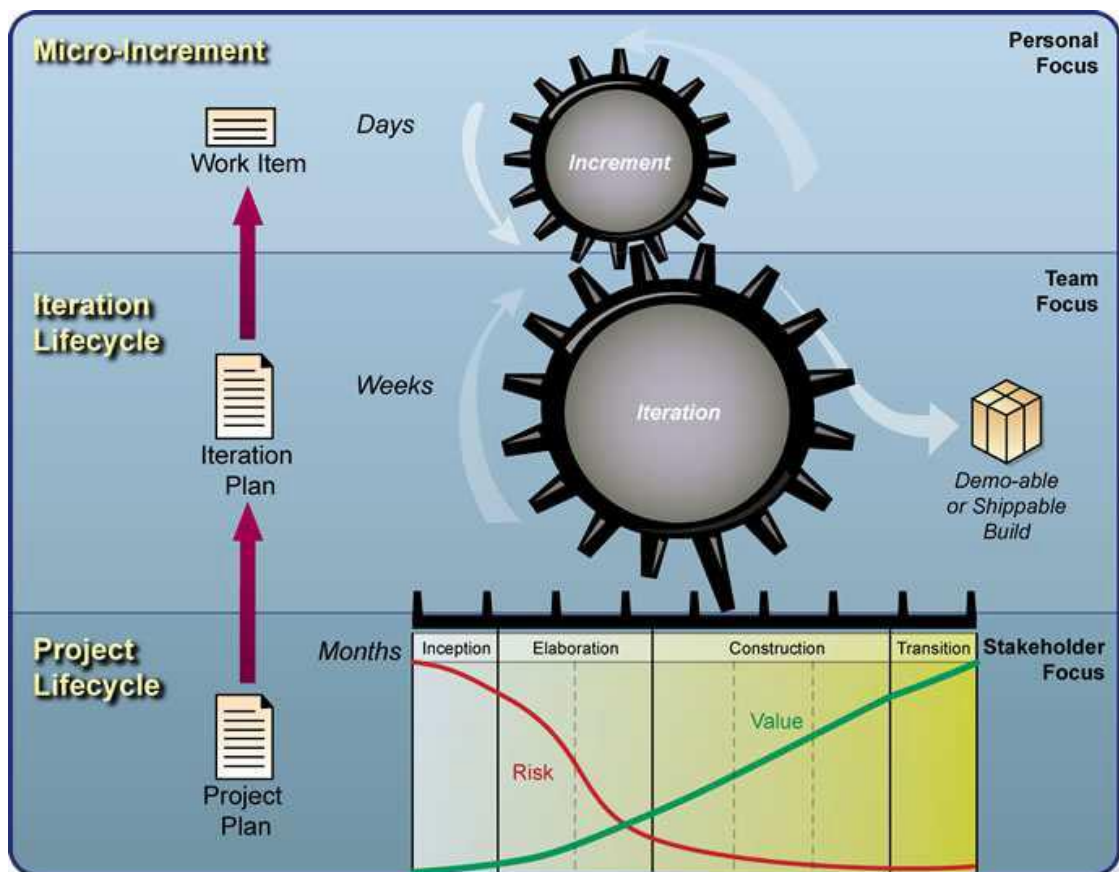 Micro-Increment
Personal
Focus
Days
Work Item
Increment
Iteration
Lifecycle
Team
Focus
Weeks
Iteration
Iteration
Plan
Demo-able
or Shippable
Build
Project
Lifecycle
Months
Inception
Elaboration
Construction
Transition
Stakeholder
Focus
Value
Risk
Project
Plan